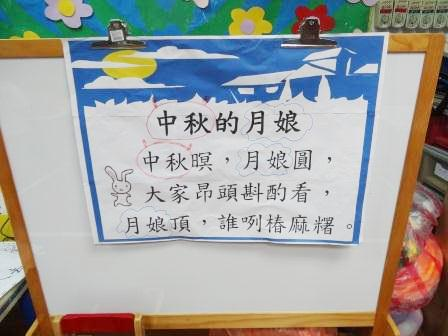 中秋的月娘
中秋暝，月娘圓，
大家昂頭斟酌看，
月娘頂，誰咧椿麻糬。